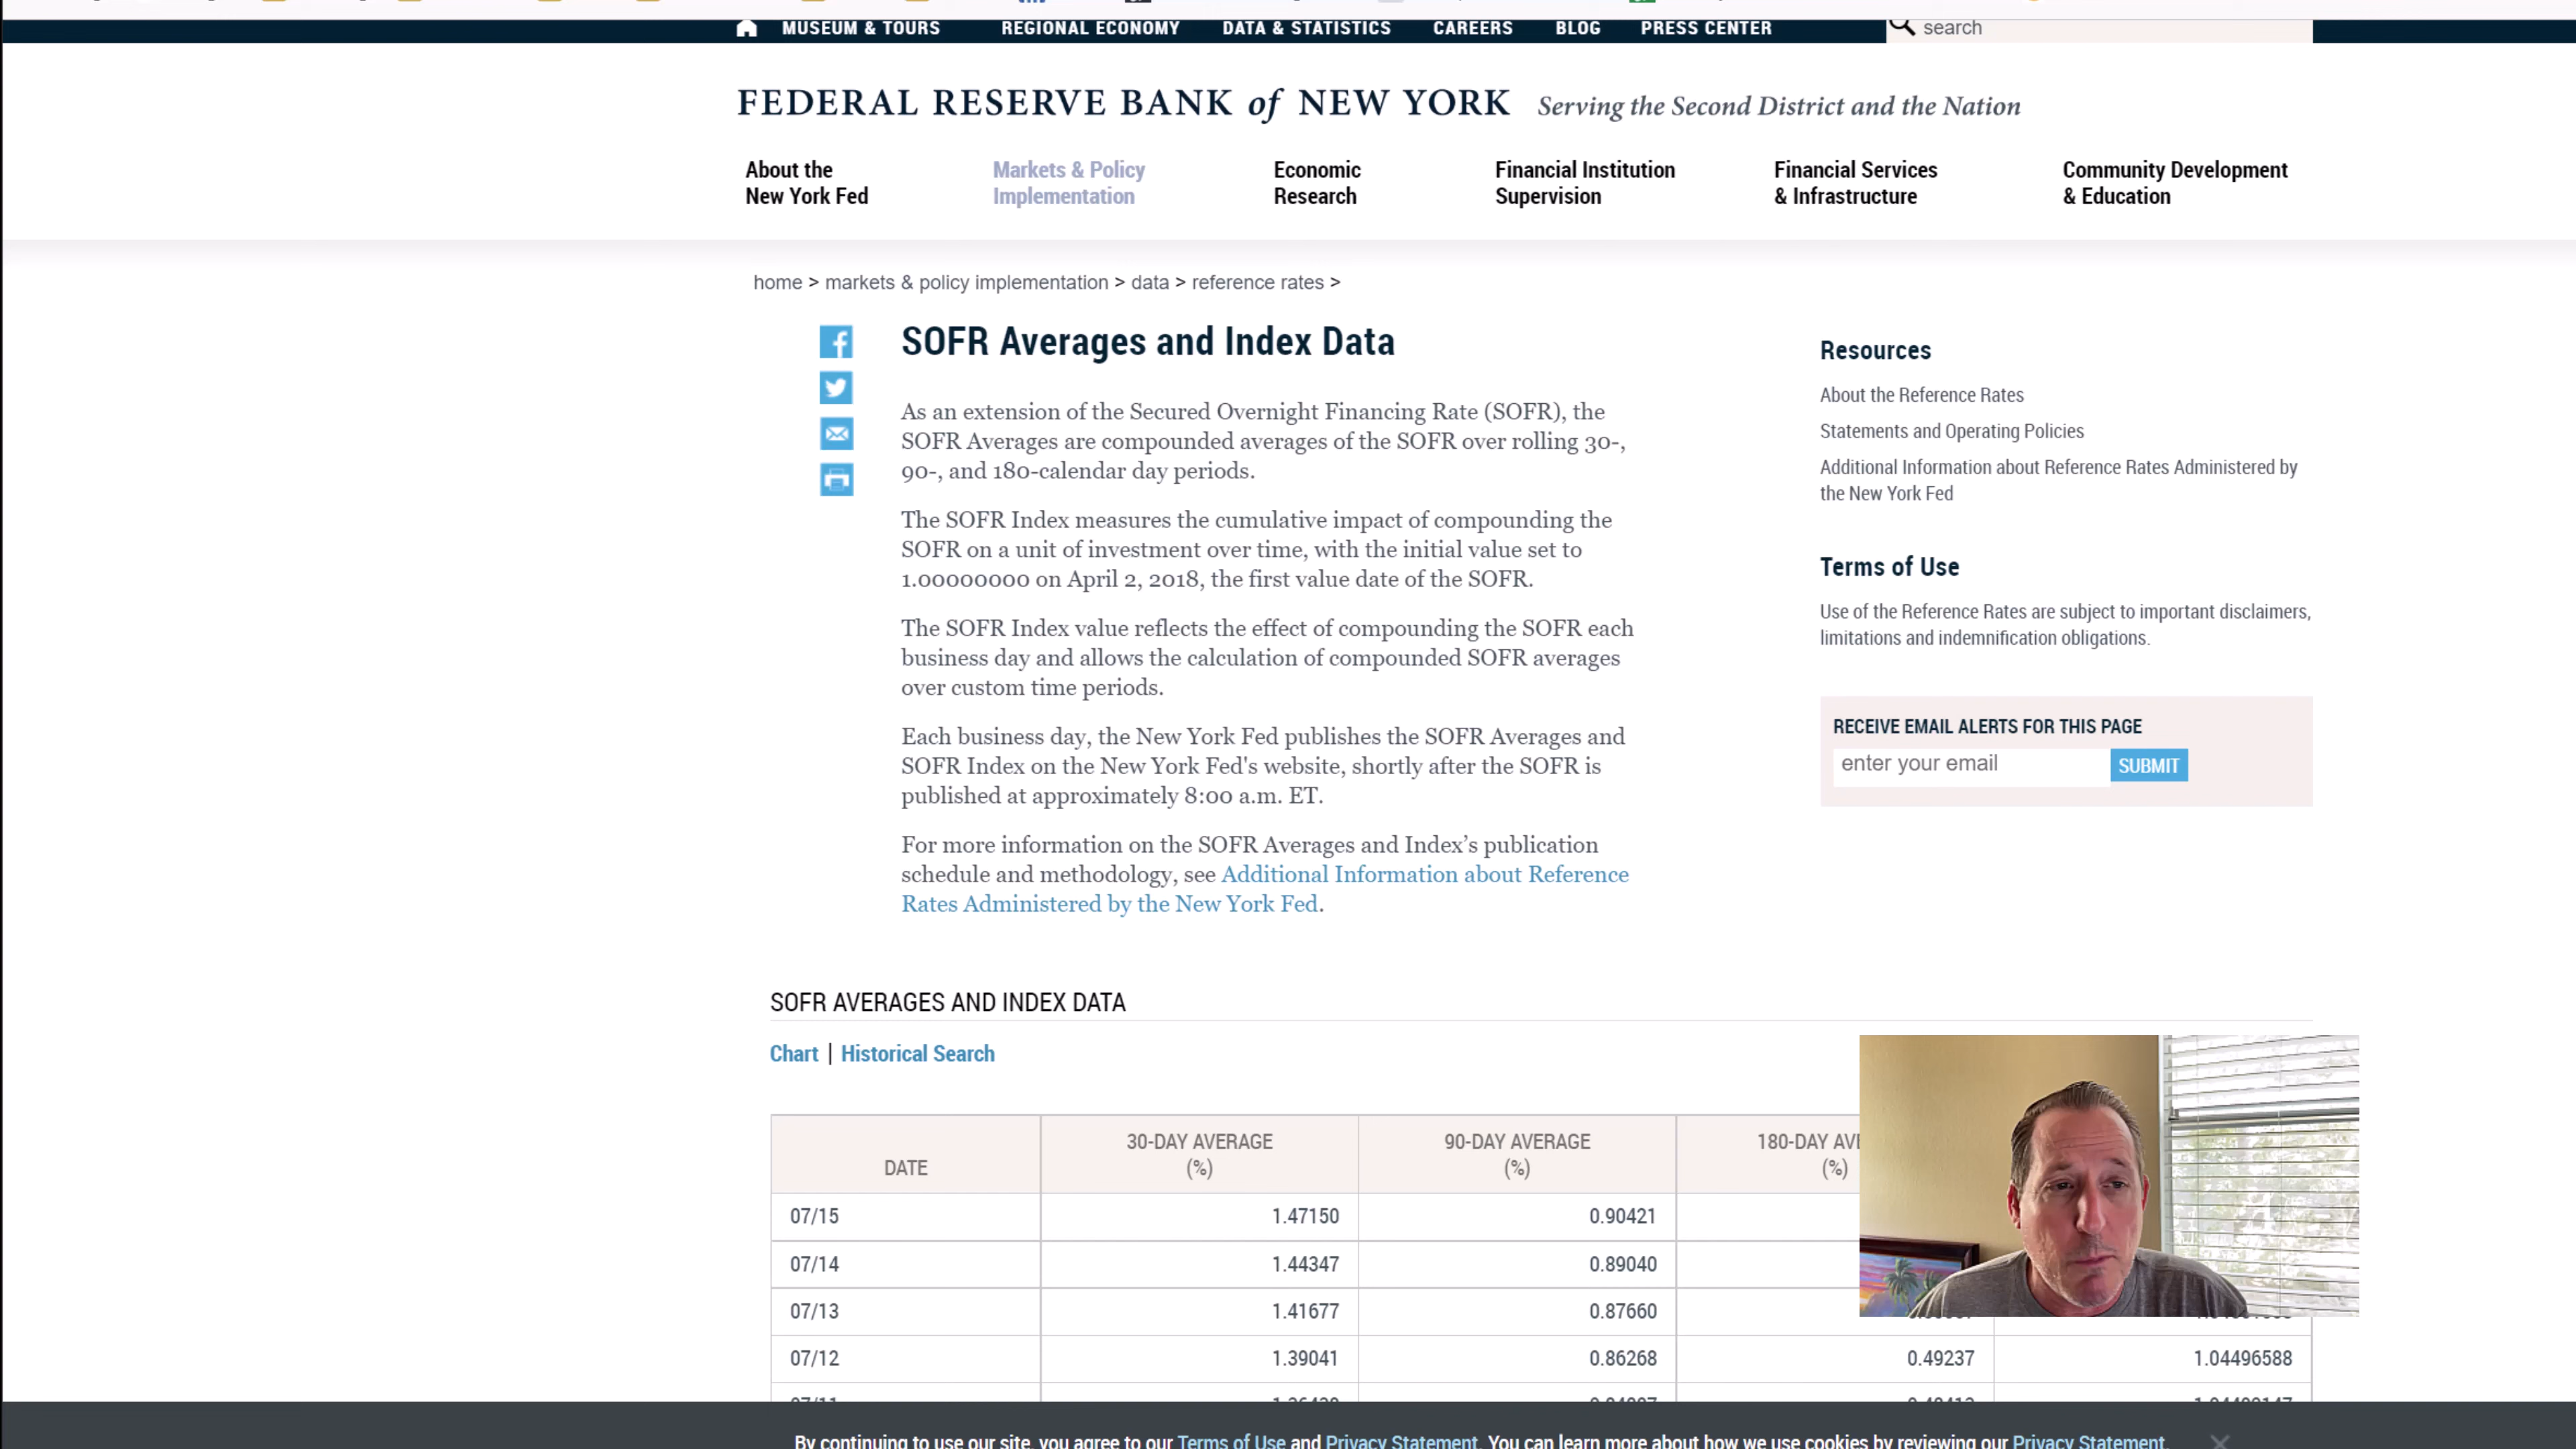 MUSEUM & TOURS REGIONAL ECONOMY DATA & STATISTICS CAREERS BLOG PRESS CENTER search
FEDERAL RESERVE BANK of NEW YORK Serving the Second District and the Nation
About the New York Fed
Markets & Policy Implementation
Economic Research
Financial Institution Supervision
Financial Services & Infrastructure
Community Development & Education
home > markets & policy implementation > data > reference rates >
SOFR Averages and Index Data
As an extension of the Secured Overnight Financing Rate (SOFR), the
SOFR Averages are compounded averages of the SOFR over rolling 30-,
90-, and 180-calendar day periods.
The SOFR Index measures the cumulative impact of compounding the
SOFR on a unit of investment over time, with the initial value set to
1.00000000 on April 2, 2018, the first value date of the SOFR.
The SOFR Index value reflects the effect of compounding the SOFR each
business day and allows the calculation of compounded SOFR averages
over custom time periods.
Each business day, the New York Fed publishes the SOFR Averages and
SOFR Index on the New York Fed's website, shortly after the SOFR is
published at approximately 8:00 a.m. ET.
For more information on the SOFR Averages and Index’s publication
schedule and methodology, see Additional Information about Reference
Rates Administered by the New York Fed.
Resources
About the Reference Rates
Statements and Operating Policies
Additional Information about Reference Rates Administered by
the New York Fed
Terms of Use
Use of the Reference Rates are subject to important disclaimers,
limitations and indemnification obligations.
RECEIVE EMAIL ALERTS FOR THIS PAGE
enter your email SUBMIT
SOFR AVERAGES AND INDEX DATA
Chart | Historical Search
DATE 30-DAY AVERAGE (%) 90-DAY AVERAGE (%) 180-DAY (%)
07/15 1.47150 0.90421
07/14 1.44347 0.89040
07/13 1.41677 0.87660
07/12 1.39041 0.86268 0.49237 1.04496588
By continuing to use our site, you agree to our Terms of Use and Privacy Statement. You can learn more about how we use cookies by reviewing our Privacy Statement.